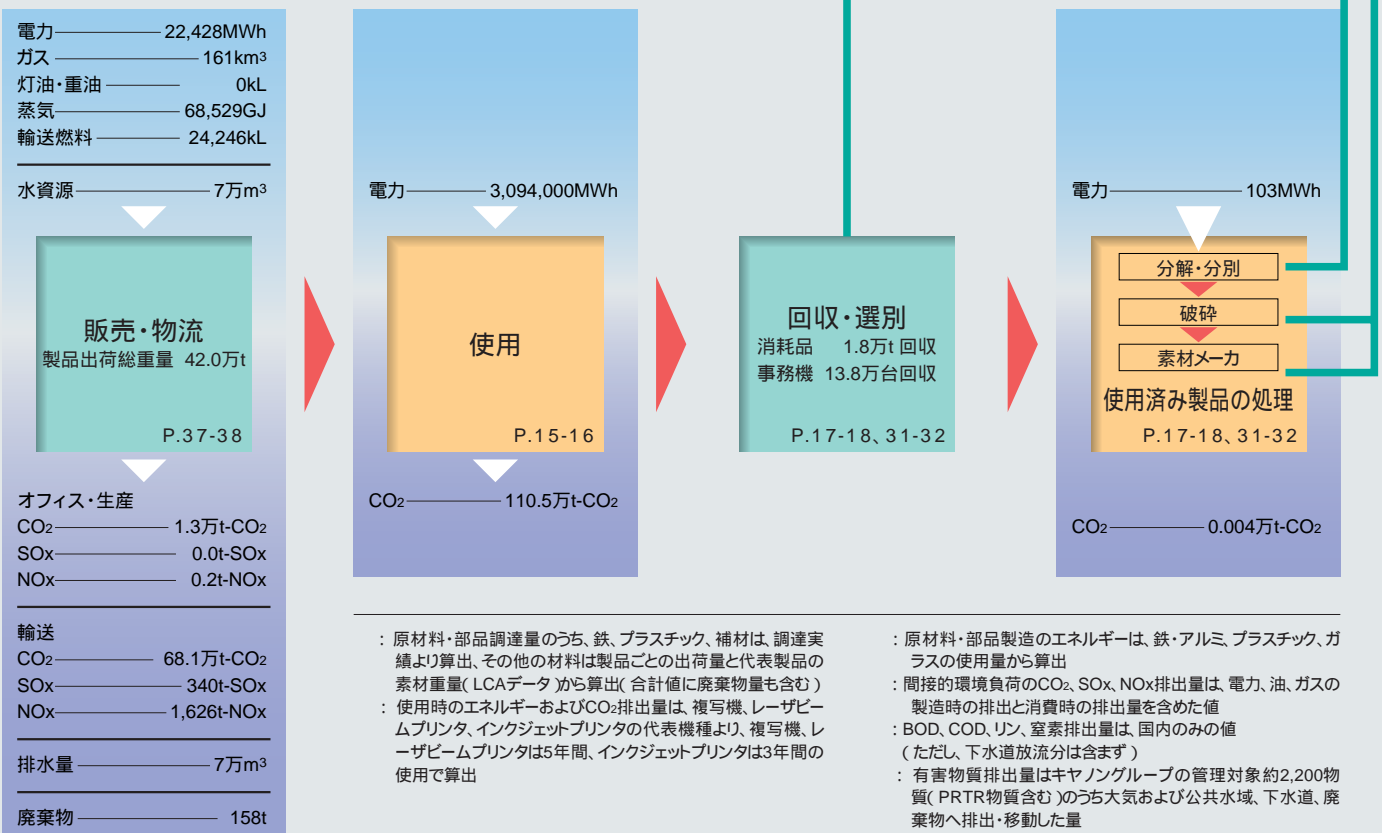 電力 22,428MWh
ガス 161km³
灯油・重油 0kL
蒸気 68,529GJ
輸送燃料 24,246kL
水資源 7万m³
販売・物流
製品出荷総重量 42.0万t
P.37-38
オフィス・生産
CO₂ 1.3万t-CO₂
SOx 0.0t-SOx
NOx 0.2t-NOx
輸送
CO₂ 68.1万t-CO₂
SOx 340t-SOx
NOx 1,626t-NOx
排水量 7万m³
廃棄物 158t
電力 3,094,000MWh
使用
P.15-16
CO₂ 110.5万t-CO₂
回収・選別
消耗品 1.8万t 回収
事務機 13.8万台回収
P.17-18、31-32
電力 103MWh
分解・分別
破砕
素材メーカ
使用済み製品の処理
P.17-18、31-32
CO₂ 0.004万t-CO₂
：原材料・部品調達量のうち、鉄、プラスチック、補材は、調達実
績より算出、その他の材料は製品ごとの出荷量と代表製品の
素材重量（LCAデータ）から算出（合計値に廃棄物量も含む）
：使用時のエネルギーおよびCO₂排出量は、複写機、レーザビー
ムプリンタ、インクジェットプリンタの代表機種より、複写機、レ
ーザビームプリンタは5年間、インクジェットプリンタは3年間の
使用で算出
：原材料・部品製造のエネルギーは、鉄・アルミ、プラスチック、ガ
ラスの使用量から算出
：間接的環境負荷のCO₂、SOx、NOx排出量は、電力、油、ガスの
製造時の排出と消費時の排出量を含めた値
：BOD、COD、リン、窒素排出量は、国内のみの値
（ただし、下水道放流分は含まず）
：有害物質排出量はキヤノングループの管理対象約2,200物
質（PRTR物質含む）のうち大気および公共水域、下水道、廃
棄物へ排出・移動した量